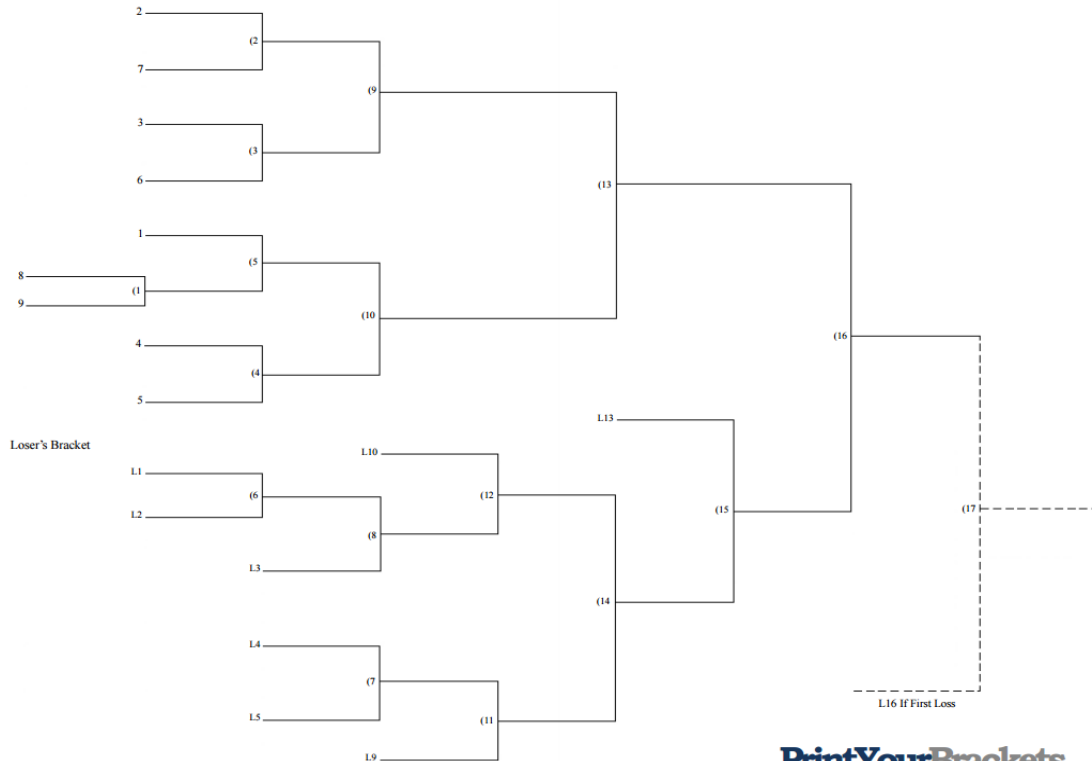 2
(2
7
(9
3
(3
6
(13
1
(5
8
(1
9
(10
4
(4
5
(16
Loser's Bracket
L13
L10
L1
(6
(12
L2
(15
(8
L3
(17
(14
L4
(7
L5
(11
L9
L16 If First Loss
PrintYourBrackets